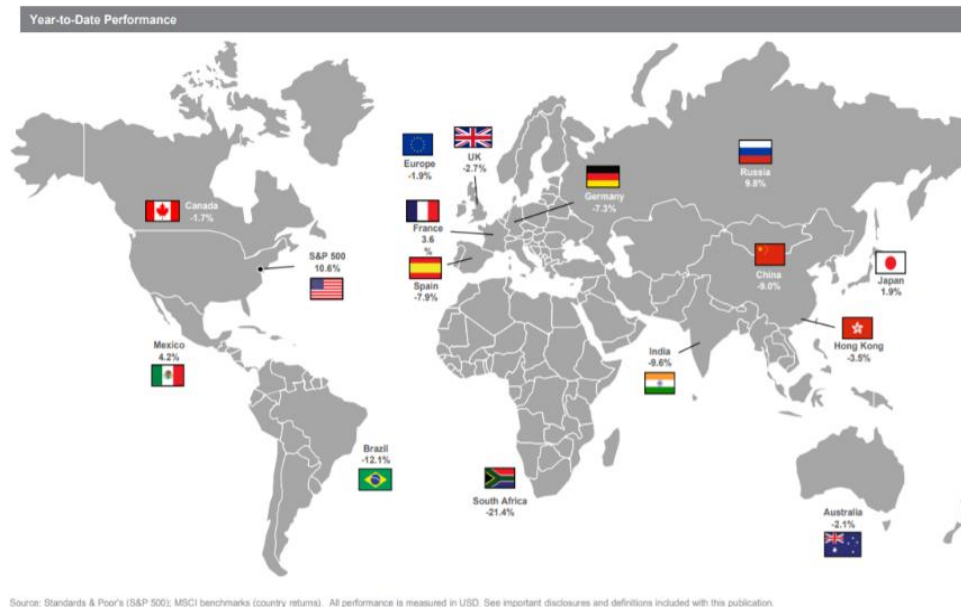 Year-to-Date Performance
Europe
-1.9%
UK
-2.7%
Russia
9.8%
Germany
-7.3%
Canada
-1.7%
France
3.6
%
S&P 500
10.6%
China
-9.0%
Spain
-7.9%
Japan
1.9%
Mexico
4.2%
India
-9.6%
Hong Kong
-3.5%
Brazil
-12.1%
South Africa
-21.4%
Australia
-2.1%
Source: Standards & Poor's (S&P 500); MSCI benchmarks (country returns). All performance is measured in USD. See important disclosures and definitions included with this publication.